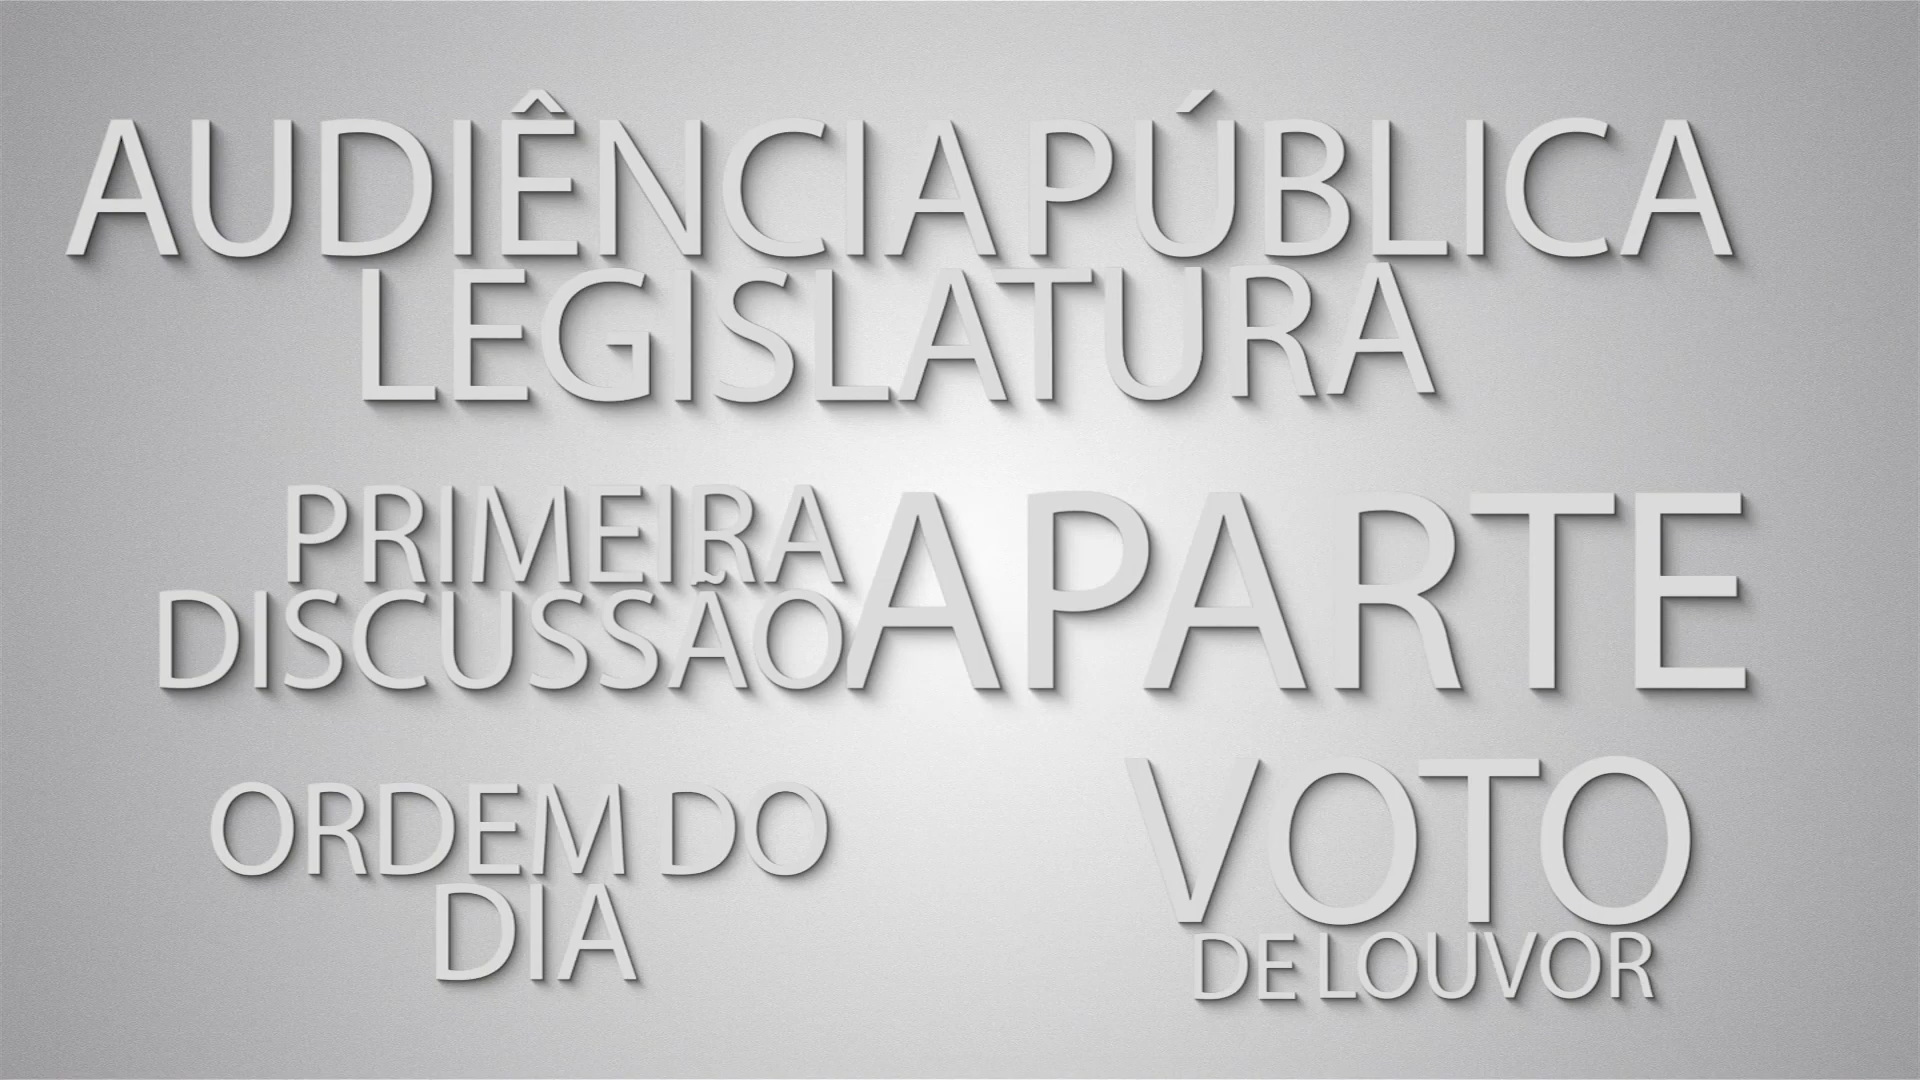 AUDIÊNCIA PÚBLICA
LEGISLATURA
PRIMEIRA
DISCUSSÃO
APARTE
ORDEM DO
DIA
VOTO
DE LOUVOR